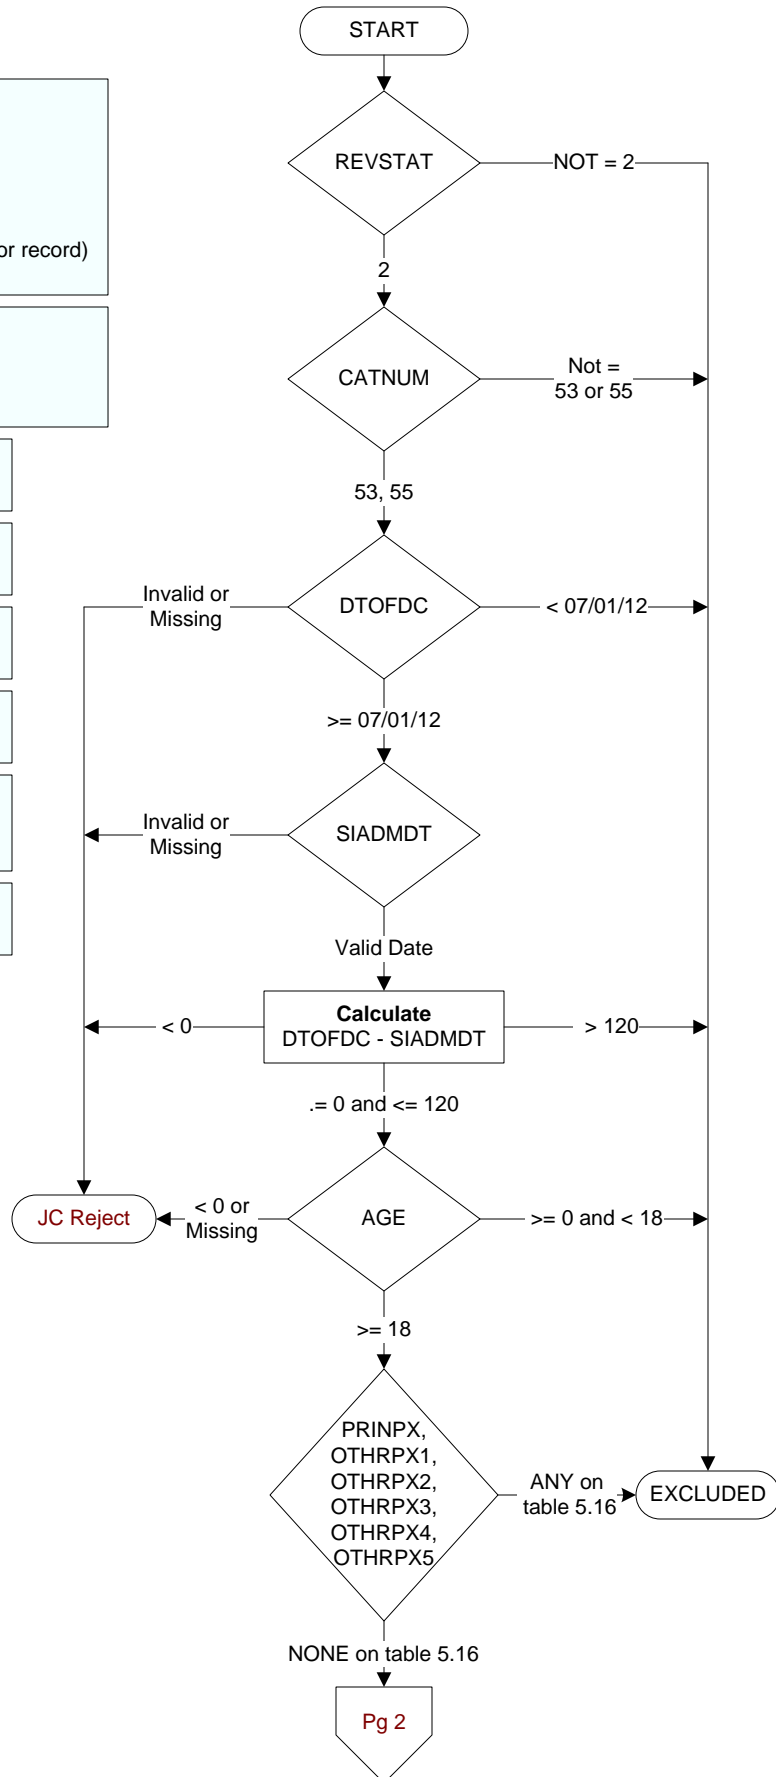 START
REVSTAT
NOT = 2
or record)
2
CATNUM
Not =
53 or 55
53, 55
Invalid or
Missing
DTOFDC
< 07/01/12
>= 07/01/12
Invalid or
Missing
SIADMDT
Valid Date
< 0
Calculate
DTOFDC - SIADMDT
> 120
.= 0 and <= 120
JC Reject
< 0 or
Missing
AGE
>= 0 and < 18
>= 18
PRINPX,
OTHRPX1,
OTHRPX2,
OTHRPX3,
OTHRPX4,
OTHRPX5
ANY on
table 5.16
EXCLUDED
NONE on table 5.16
Pg 2